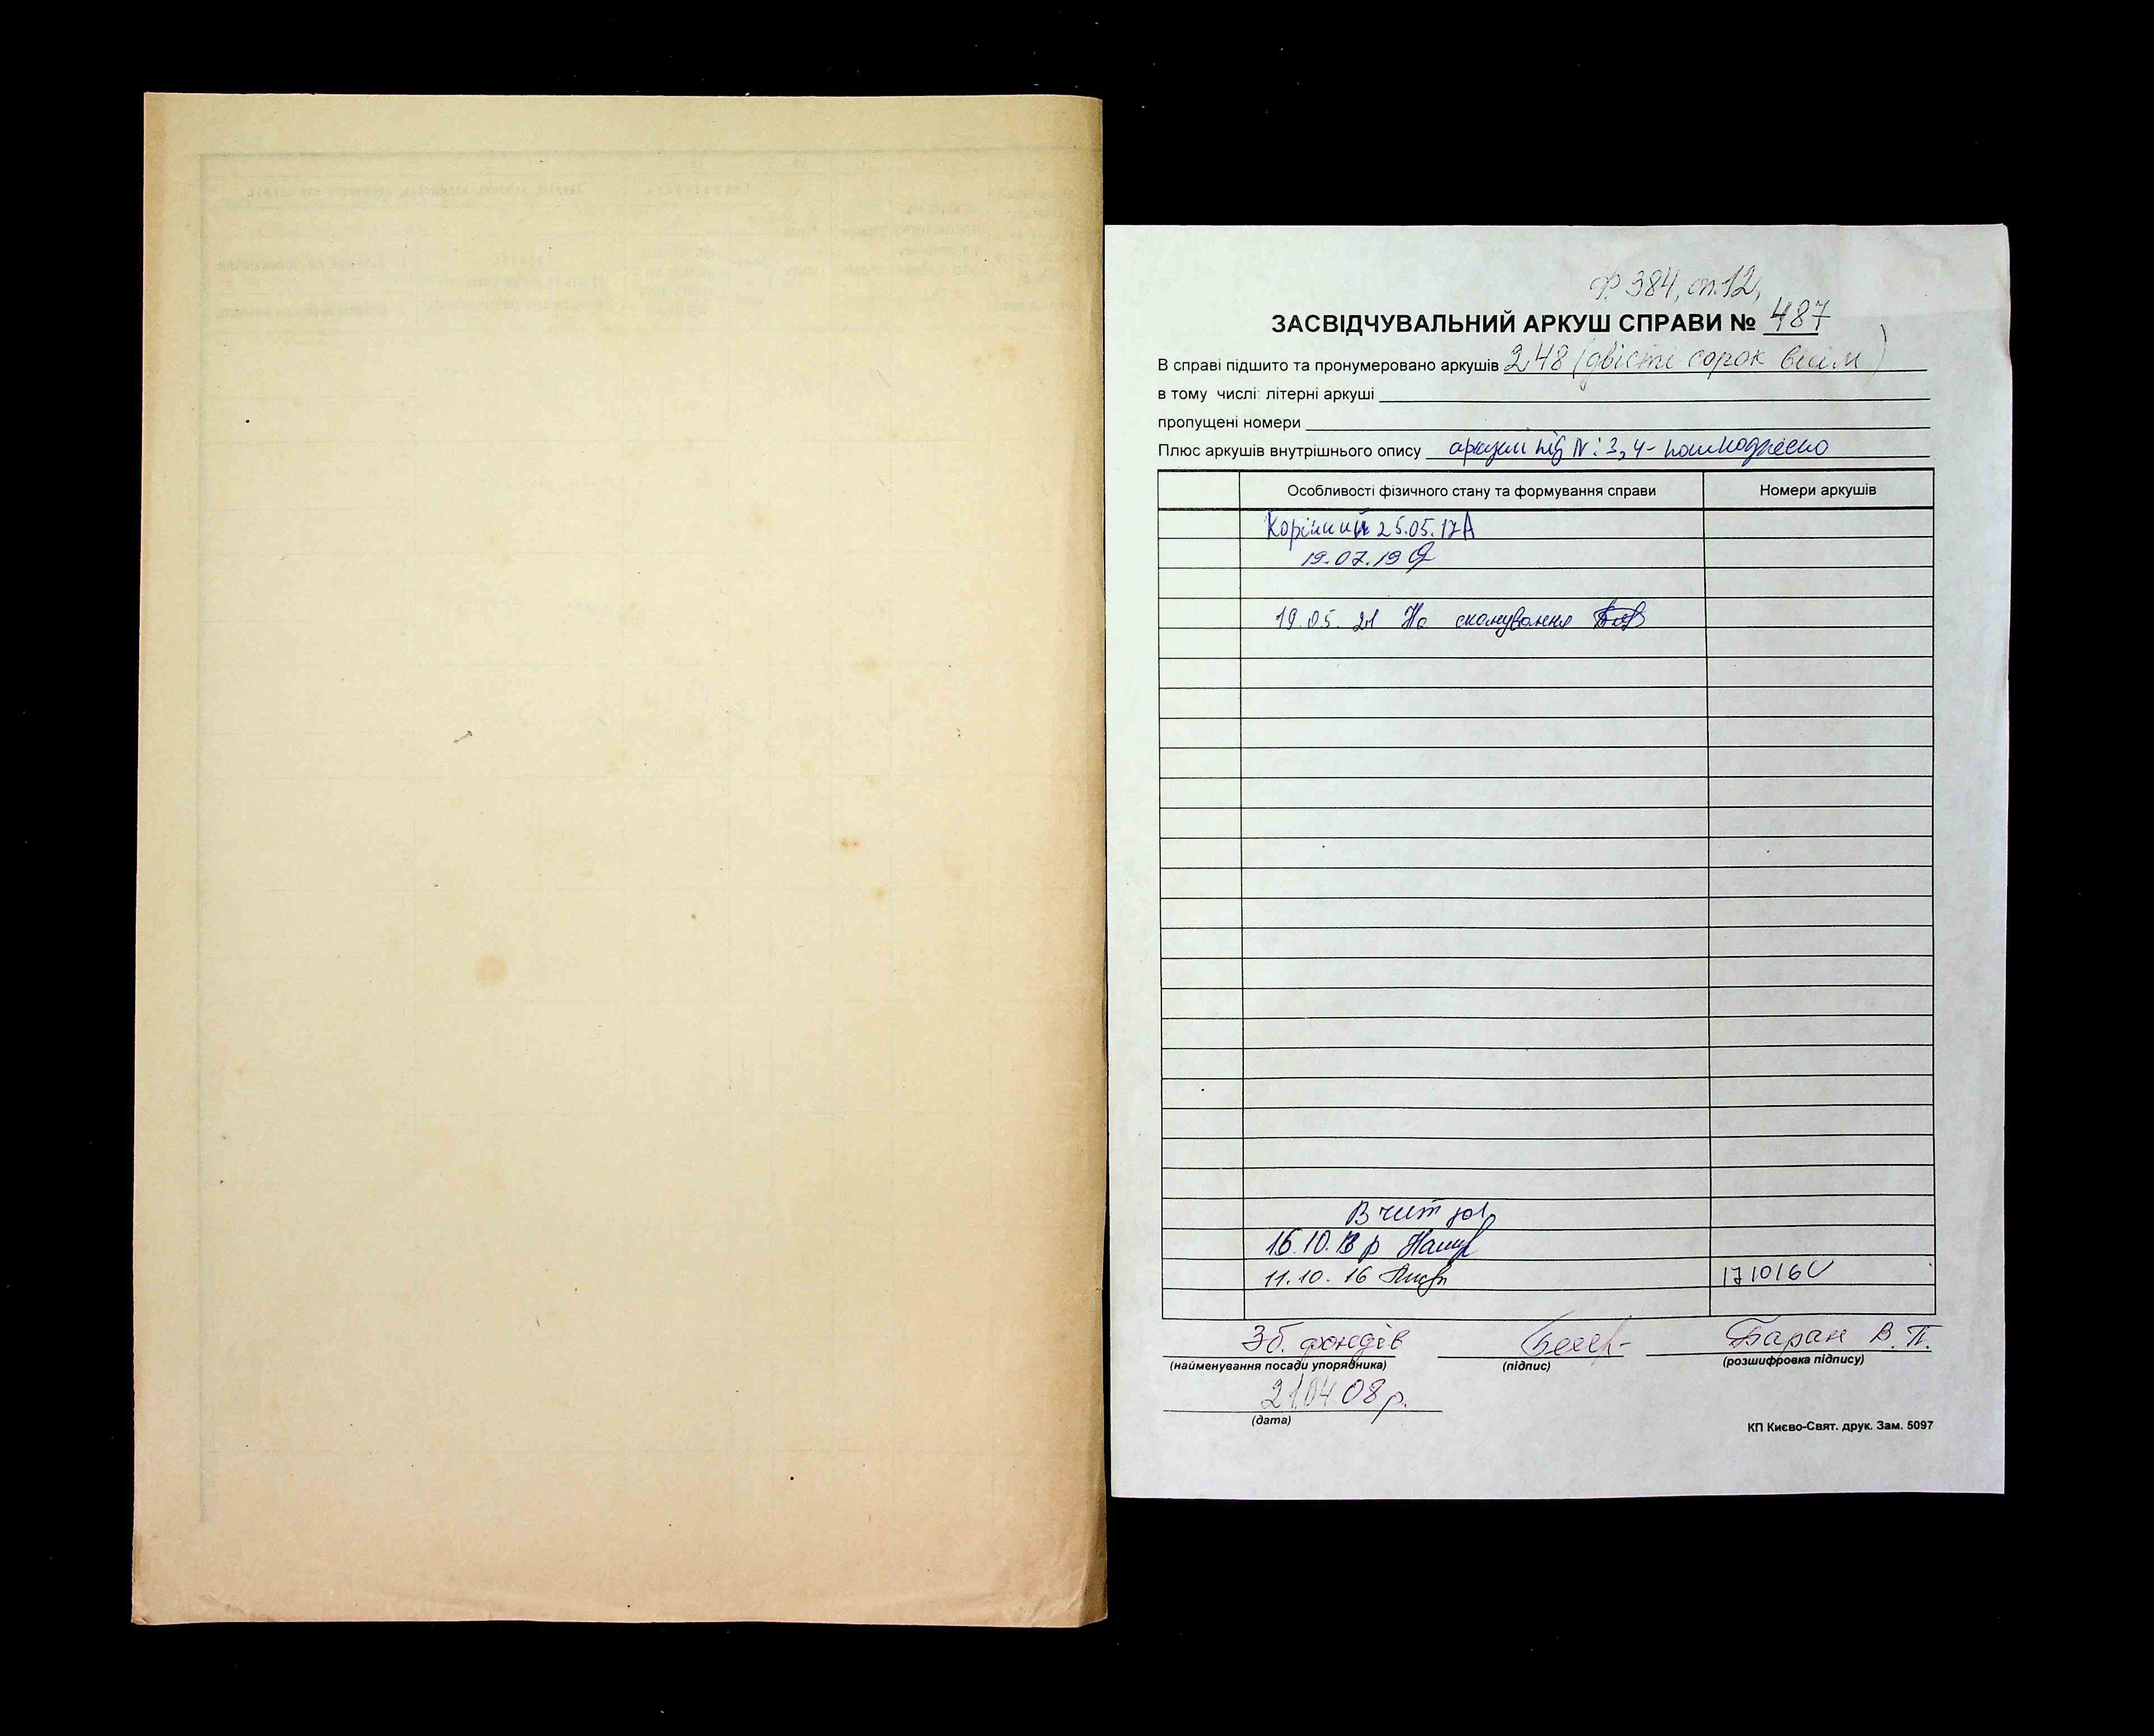 Ф. 384, оп. 12,
ЗАСВІДЧУВАЛЬНИЙ АРКУШ СПРАВИ № 487
В справі підшито та пронумеровано аркушів 248 (двісті сорок вісім)
в тому числі: літерні аркуші
пропущені номери
Плюс аркушів внутрішнього опису аркуші під №: 3, 4 - пошкоджено
Особливості фізичного стану та формування справи Номери аркушів
25.05.17
19.07.19
19.05.21 На сканування
В чит зал
16.10. р
11.10.16 171016
Зб. фондів Баран В. П.
(найменування посади упорядника) (підпис) (розшифровка підпису)
21.04 08 р.
(дата)
КП Києво-Свят. друк. Зам. 5097